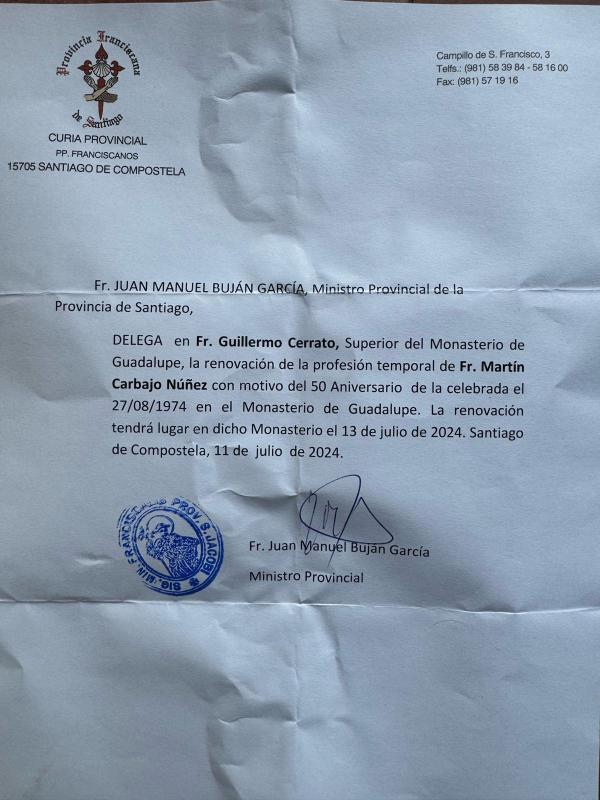 Provincia Franciscana
de Santiago
CURIA PROVINCIAL
PP. FRANCISCANOS
15705 SANTIAGO DE COMPOSTELA
Campillo de S. Francisco, 3
Telfs.: (981) 58 39 84 - 58 16 00
Fax: (981) 57 19 16
Fr. JUAN MANUEL BUJÁN GARCÍA, Ministro Provincial de la
Provincia de Santiago,
DELEGA en Fr. Guillermo Cerrato, Superior del Monasterio de
Guadalupe, la renovación de la profesión temporal de Fr. Martín
Carbajo Núñez con motivo del 50 Aniversario de la celebrada el
27/08/1974 en el Monasterio de Guadalupe. La renovación
tendrá lugar en dicho Monasterio el 13 de julio de 2024. Santiago
de Compostela, 11 de julio de 2024.
SIG. MIN. FRANCISCALIS PROV. S. JACOBI
Fr. Juan Manuel Buján García
Ministro Provincial